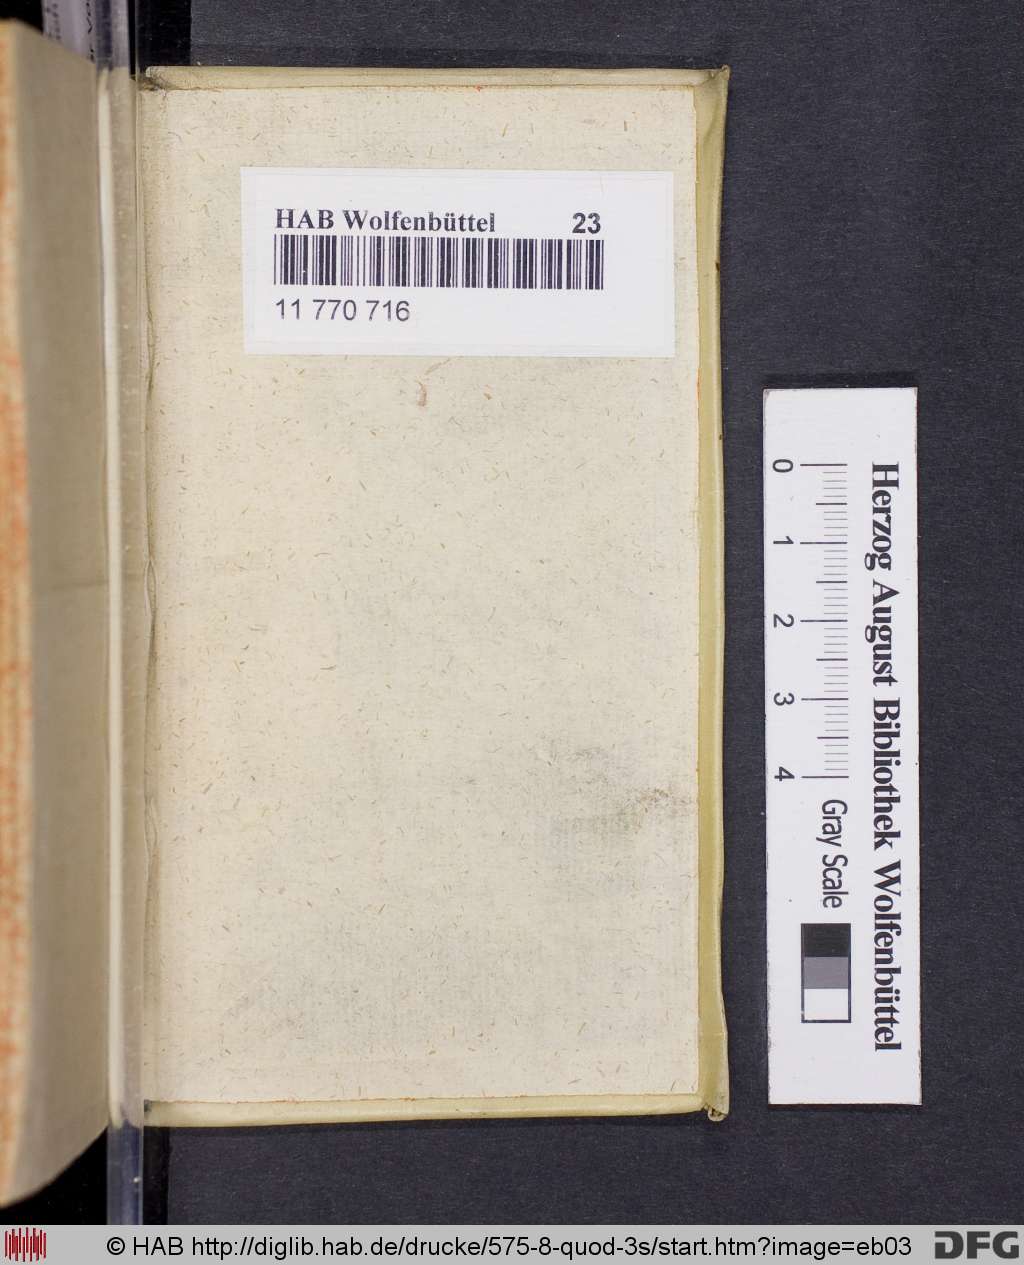 HAB Wolfenbüttel 23
11 770 716
Herzog August Bibliothek Wolfenbüttel
0 1 2 3 4
Gray Scale
© HAB http://diglib.hab.de/drucke/575-8-quod-3s/start.htm?image=eb03
DFG